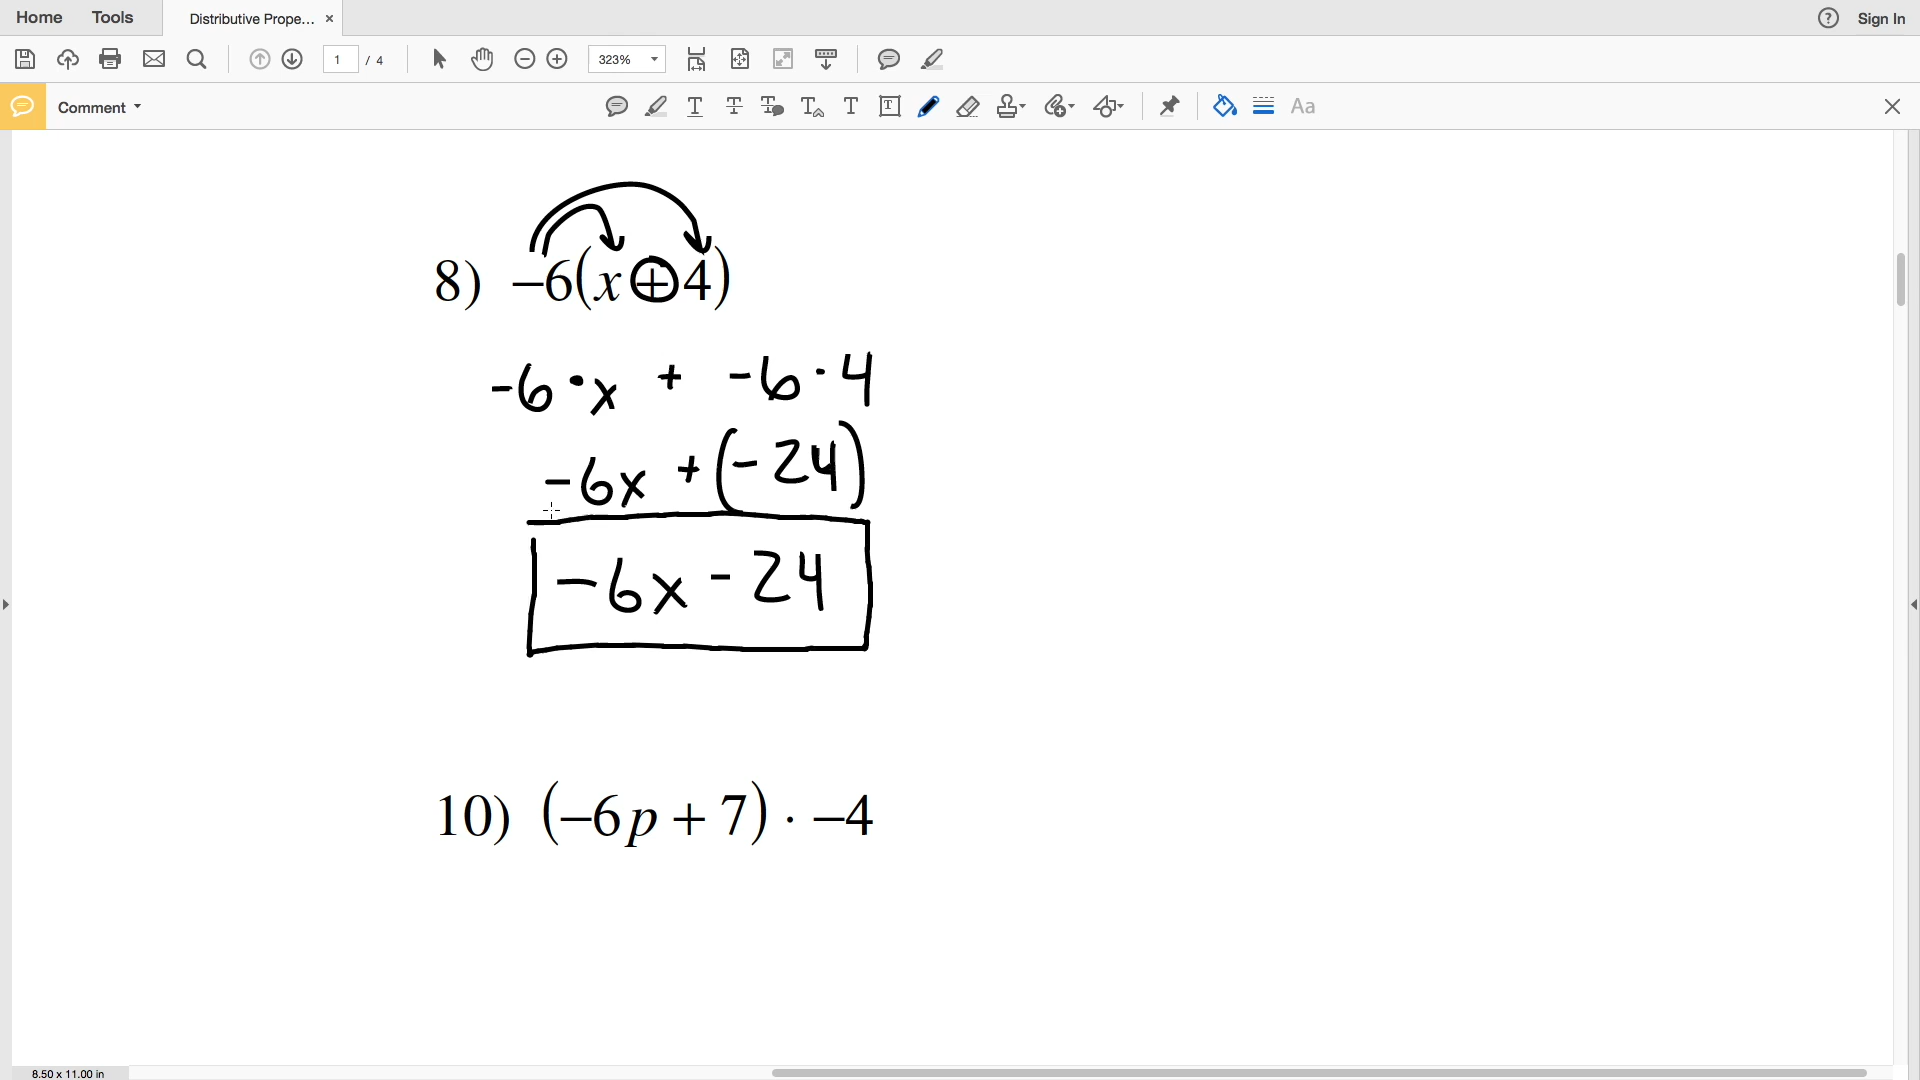 Home Tools Distributive Prope... × ? Sign In
1 / 4 323%
Comment T T T T T T Aa
8) −6(x + 4)
-6 · x + -6 · 4
-6x + (-24)
-6x - 24
10) (−6p + 7) · −4
8.50 x 11.00 in